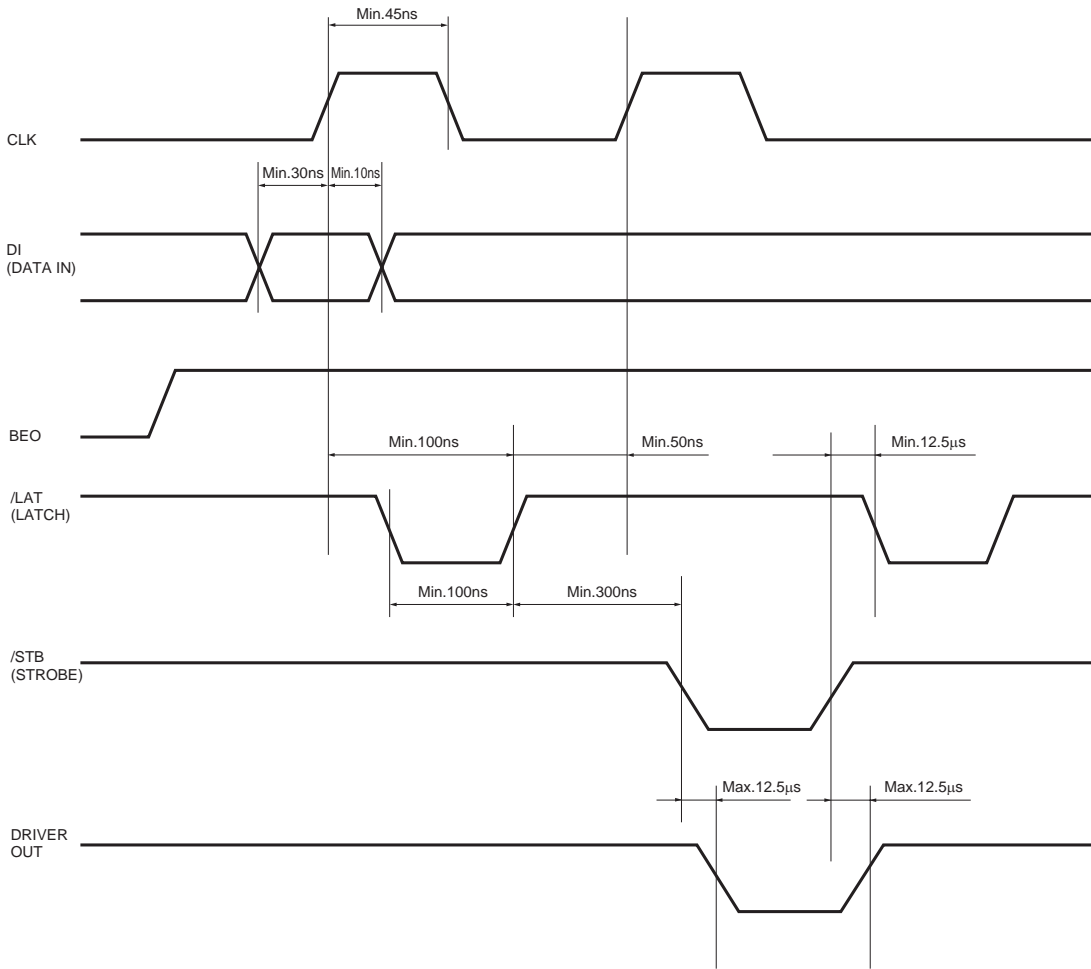 Min.45ns
CLK
Min.30ns
Min.10ns
DI
(DATA IN)
BEO
Min.100ns
Min.50ns
Min.12.5μs
/LAT
(LATCH)
Min.100ns
Min.300ns
/STB
(STROBE)
Max.12.5μs
Max.12.5μs
DRIVER
OUT